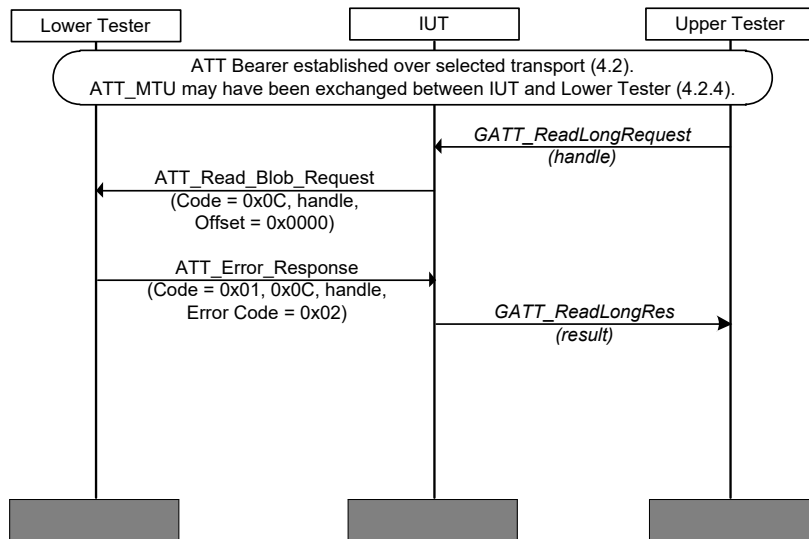 Lower Tester
IUT
Upper Tester
ATT Bearer established over selected transport (4.2).
ATT_MTU may have been exchanged between IUT and Lower Tester (4.2.4).
GATT_ReadLongRequest
(handle)
ATT_Read_Blob_Request
(Code = 0x0C, handle,
Offset = 0x0000)
ATT_Error_Response
(Code = 0x01, 0x0C, handle,
Error Code = 0x02)
GATT_ReadLongRes
(result)